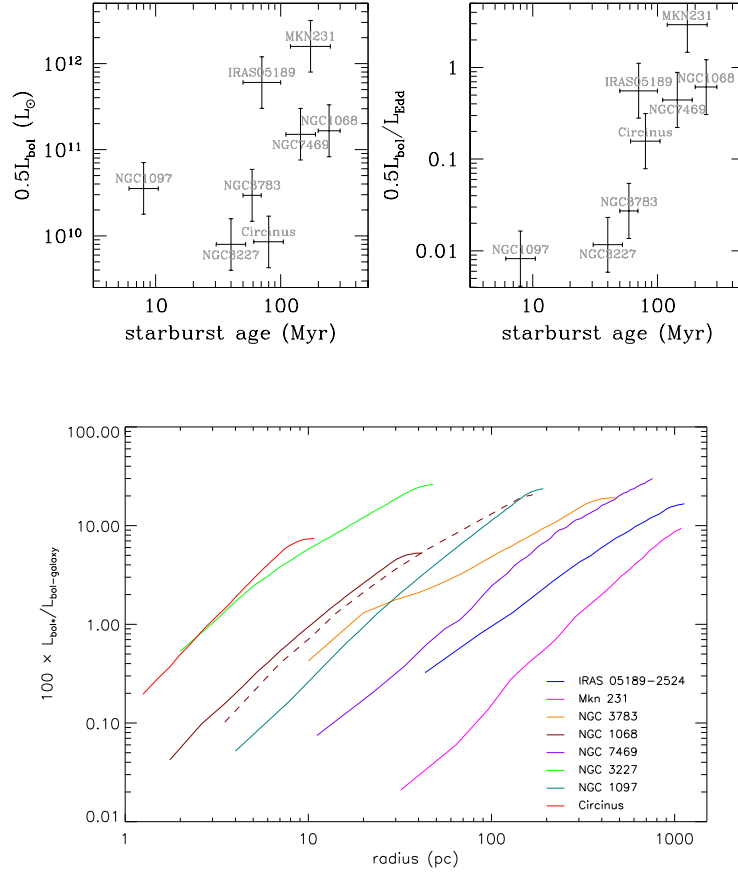 MKN231
IRAS05189
NGC1068
NGC7469
NGC1097
NGC3783
Circinus
NGC3227
10^12
10^11
10^10
0.5L_bol (L_⊙)
10
100
starburst age (Myr)
MKN231
IRAS05189
NGC1068
NGC7469
Circinus
NGC3783
NGC1097
NGC3227
1
0.1
0.01
0.5L_bol/L_Edd
10
100
starburst age (Myr)
100.00
10.00
1.00
0.10
0.01
100 × L_bol*/L_bol-galaxy
IRAS 05189-2524
Mkn 231
NGC 3783
NGC 1068
NGC 7469
NGC 3227
NGC 1097
Circinus
1
10
100
1000
radius (pc)